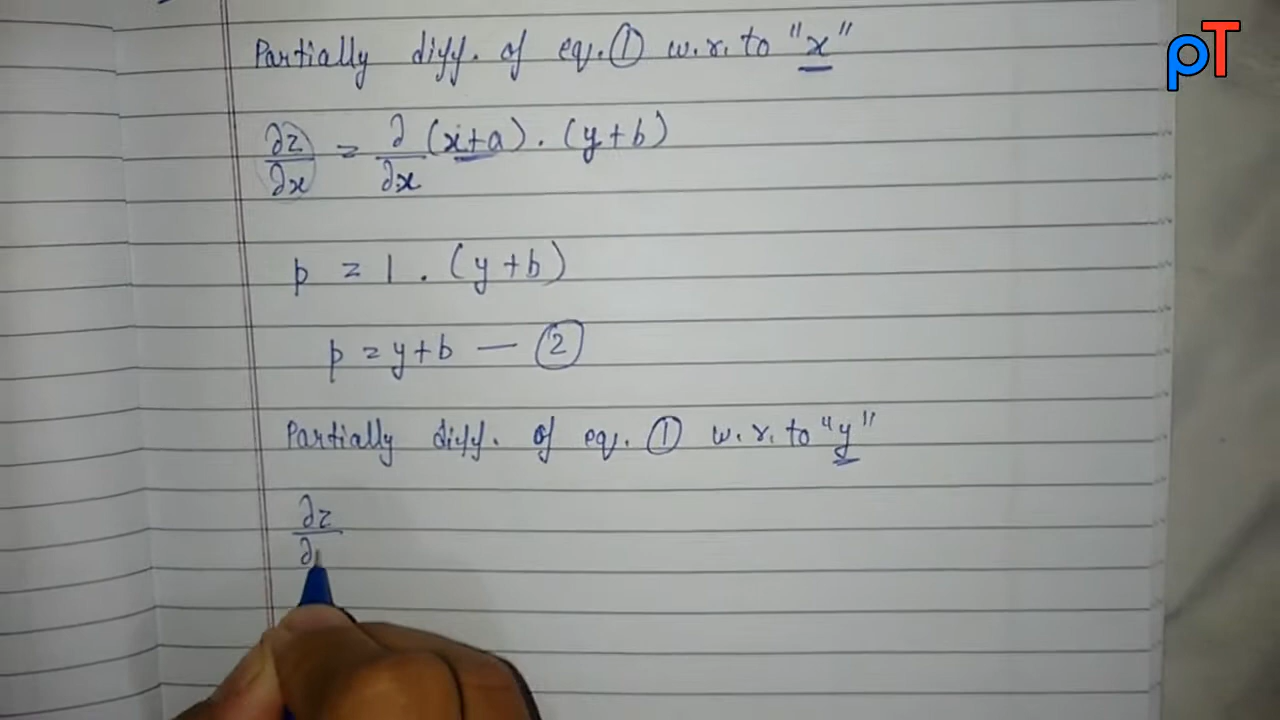 pT
Partially diff. of eq. ① w.r. to "x"
∂z/∂x = ∂/∂x (x+a) . (y+b)
p = 1 . (y+b)
p = y+b — ②
Partially diff. of eq. ① w.r. to "y"
∂z/∂